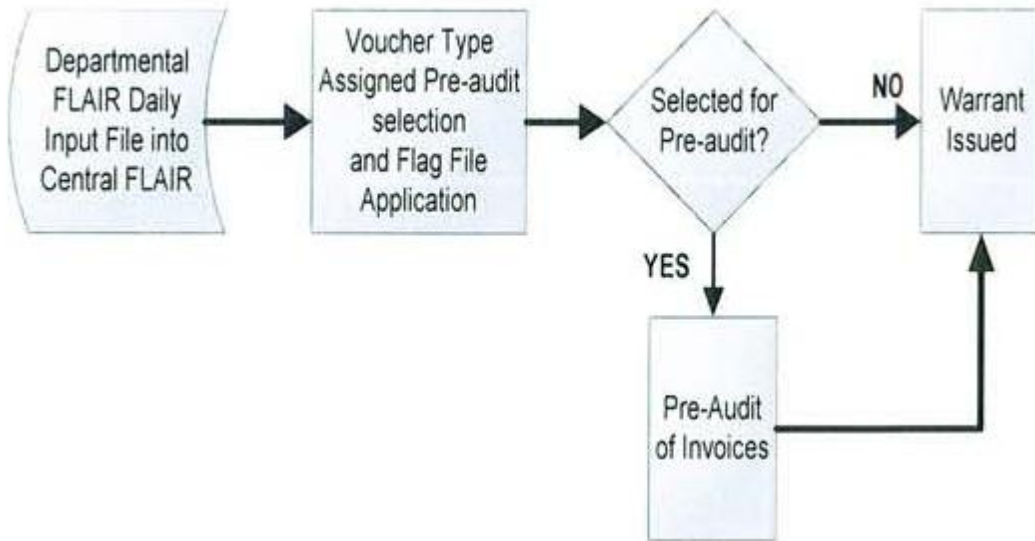 Departmental
FLAIR Daily
Input File into
Central FLAIR
Voucher Type
Assigned Pre-audit
selection
and Flag File
Application
Selected for
Pre-audit?
NO
Warrant
Issued
YES
Pre-Audit
of Invoices